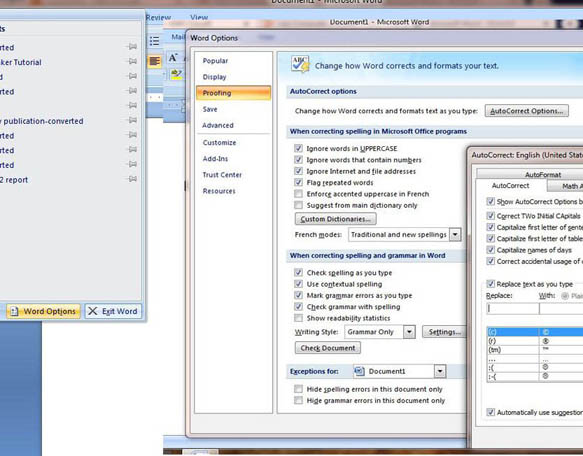 Document1 - Microsoft Word
Review
View
Document1 - Microsoft Word
ts
Mail
rted
ker Tutorial
d
rted
v publication-converted
rted
rted
rted
2 report
Word Options
Exit Word
Word Options
Popular
Display
Proofing
Save
Advanced
Customize
Add-Ins
Trust Center
Resources
ABC
Change how Word corrects and formats your text.
AutoCorrect options
Change how Word corrects and formats text as you type:
AutoCorrect Options...
When correcting spelling in Microsoft Office programs
Ignore words in UPPERCASE
Ignore words that contain numbers
Ignore Internet and file addresses
Flag repeated words
Enforce accented uppercase in French
Suggest from main dictionary only
Custom Dictionaries...
French modes: Traditional and new spellings
When correcting spelling and grammar in Word
Check spelling as you type
Use contextual spelling
Mark grammar errors as you type
Check grammar with spelling
Show readability statistics
Writing Style: Grammar Only Settings...
Check Document
Exceptions for: Document1
Hide spelling errors in this document only
Hide grammar errors in this document only
AutoCorrect: English (United State
AutoFormat
AutoCorrect
Math A
Show AutoCorrect Options b
Correct TWo INitial CApitals
Capitalize first letter of sente
Capitalize first letter of table
Capitalize names of days
Correct accidental usage of c
Replace text as you type
Replace: With: Plai
(c) ©
(r) ®
(tm) ™
... …
:(
:-(
Automatically use suggestion